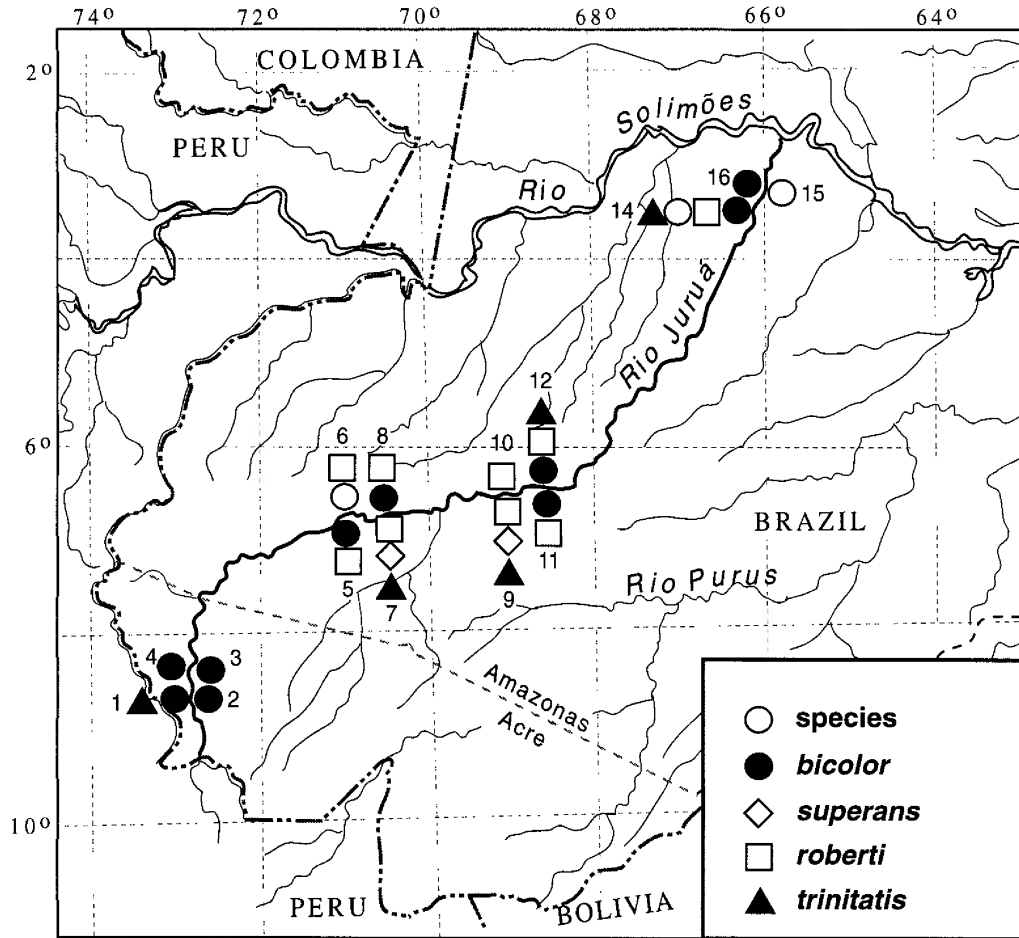 74° 72° 70° 68° 66° 64°
2°
COLOMBIA
PERU
Rio Solimões
16
15
14
Rio Juruá
12
6°
6 8 10
BRAZIL
5 7 9 11
Rio Purus
4 3
1 2
Amazonas
Acre
10°
PERU
BOLIVIA
species
bicolor
superans
roberti
trinitatis